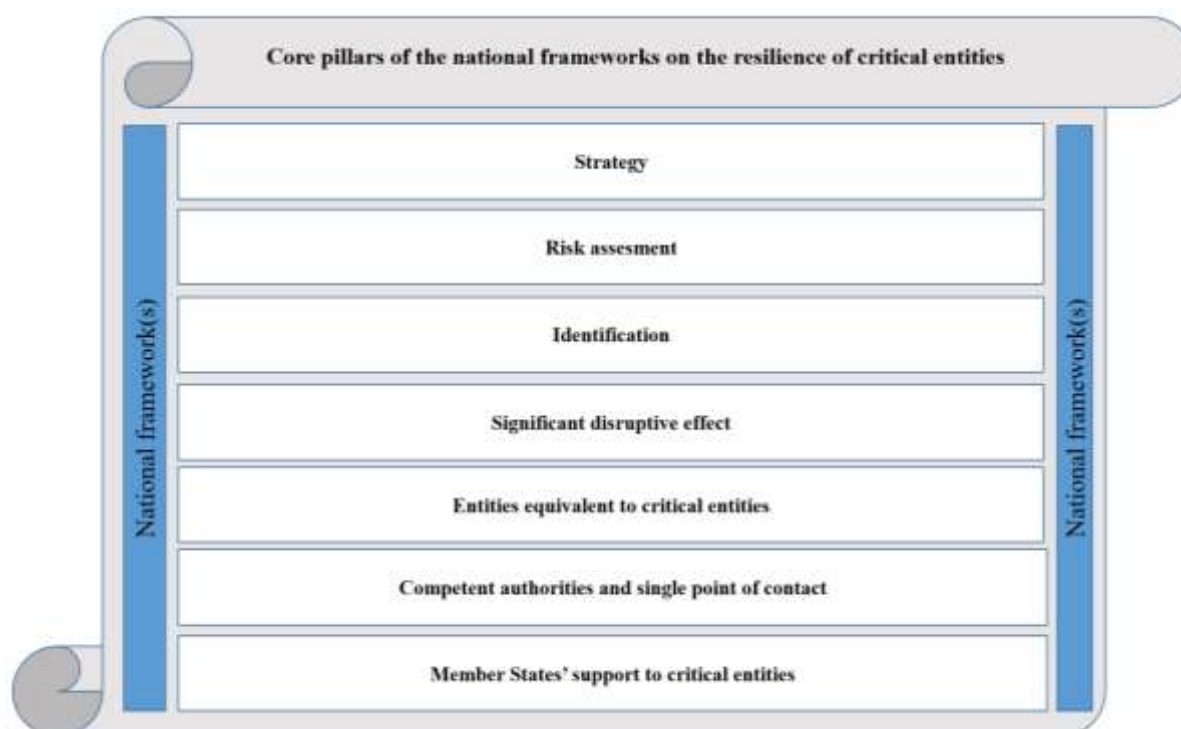 Core pillars of the national frameworks on the resilience of critical entities
National framework(s)
Strategy
Risk assesment
Identification
Significant disruptive effect
Entities equivalent to critical entities
Competent authorities and single point of contact
Member States’ support to critical entities
National framework(s)